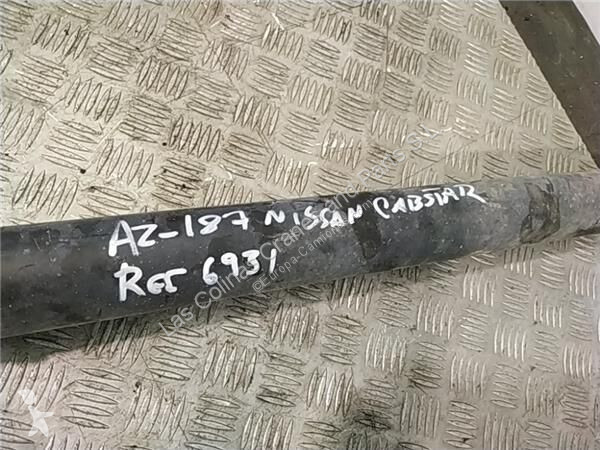 AZ-187 NISSAN CABSTAR
REF 6931